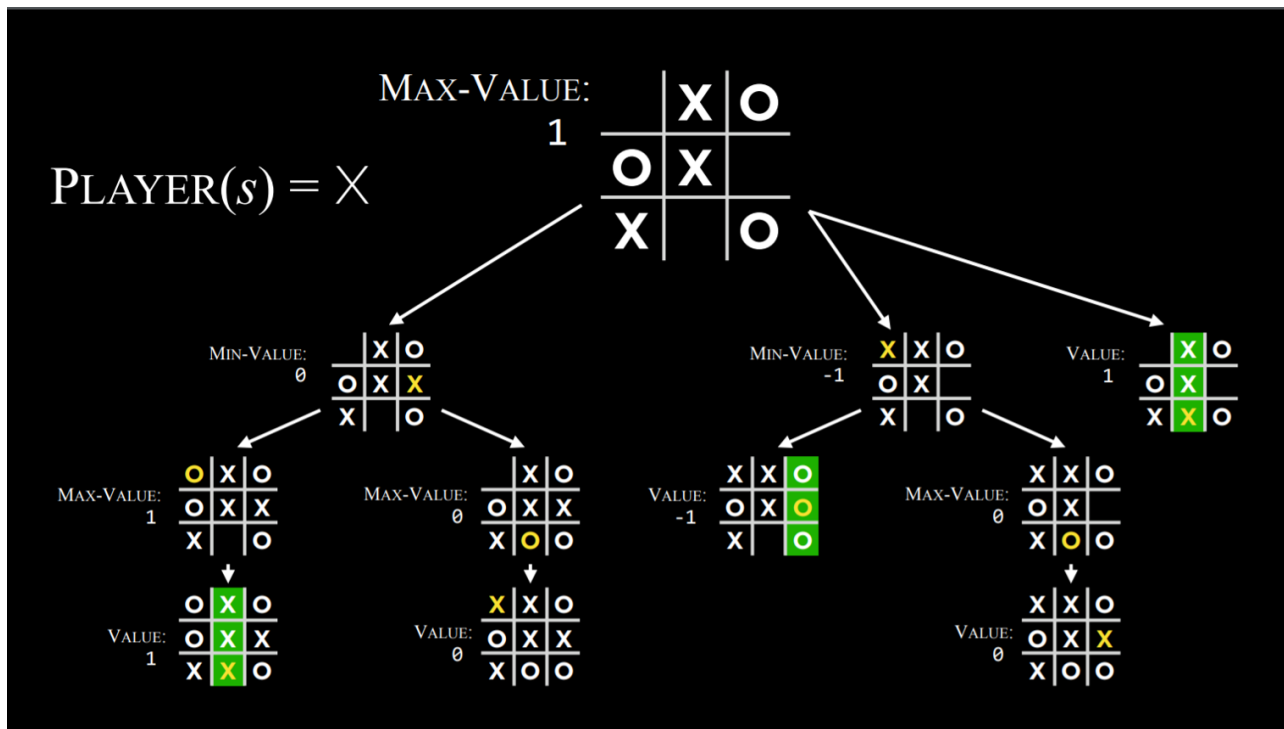 MAX-VALUE:
1
X O
O X
X O
PLAYER(s) = X
MIN-VALUE:
0
X O
O X X
X O
MIN-VALUE:
-1
X X O
O X
X O
VALUE:
1
X O
O X
X X O
MAX-VALUE:
1
O X O
O X X
X O
MAX-VALUE:
0
X O
O X X
X O O
VALUE:
-1
X X O
O X O
X O
MAX-VALUE:
0
X X O
O X
X O O
VALUE:
1
O X O
O X X
X X O
VALUE:
0
X X O
O X X
X O O
VALUE:
0
X X O
O X X
X O O